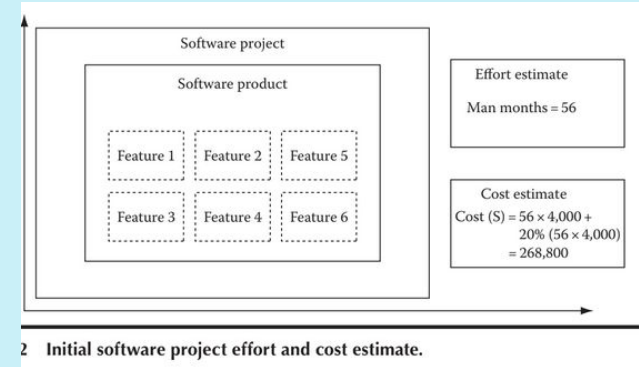 Software project
Software product
Feature 1 Feature 2 Feature 5
Feature 3 Feature 4 Feature 6
Effort estimate
Man months = 56
Cost estimate
Cost (S) = 56 × 4,000 +
20% (56 × 4,000)
= 268,800
2 Initial software project effort and cost estimate.